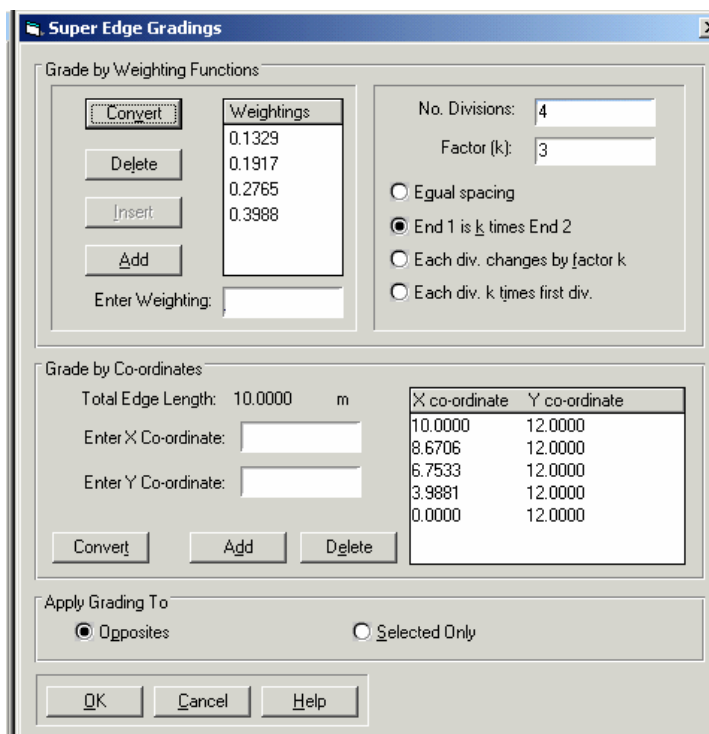 Super Edge Gradings
Grade by Weighting Functions
Convert
Delete
Insert
Add
Enter Weighting:
Weightings
0.1329
0.1917
0.2765
0.3988
No. Divisions: 4
Factor (k): 3
Equal spacing
End 1 is k times End 2
Each div. changes by factor k
Each div. k times first div.
Grade by Co-ordinates
Total Edge Length: 10.0000 m
Enter X Co-ordinate:
Enter Y Co-ordinate:
Convert Add Delete
X co-ordinate Y co-ordinate
10.0000 12.0000
8.6706 12.0000
6.7533 12.0000
3.9881 12.0000
0.0000 12.0000
Apply Grading To
Opposites Selected Only
OK Cancel Help